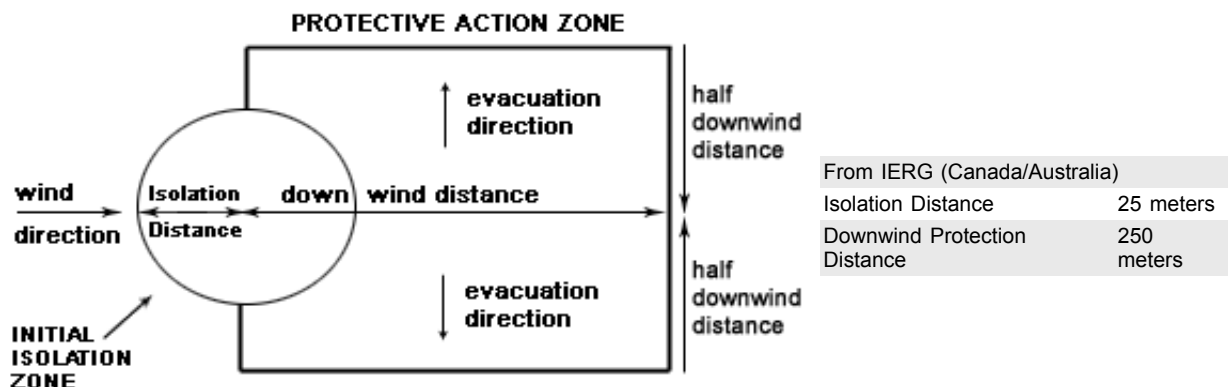 PROTECTIVE ACTION ZONE
evacuation
direction
half
downwind
distance
wind
direction
Isolation
Distance
down wind distance
evacuation
direction
half
downwind
distance
INITIAL
ISOLATION
ZONE
From IERG (Canada/Australia)
Isolation Distance 25 meters
Downwind Protection 250
Distance meters